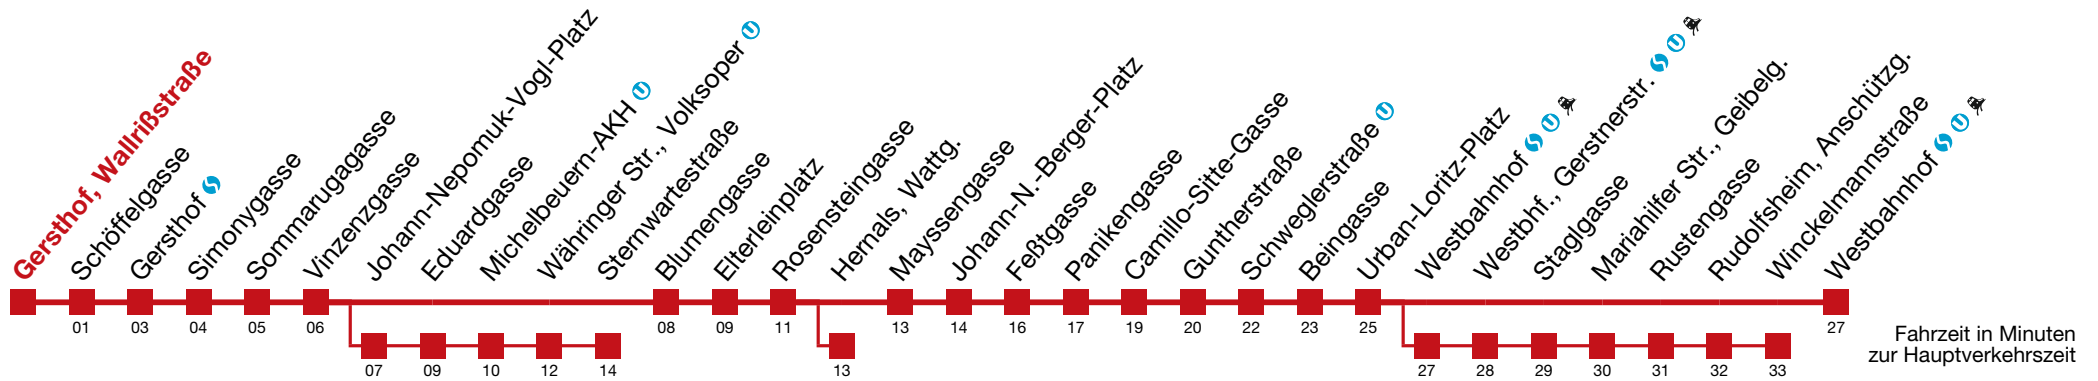 Gersthof, Wallrißstraße
Schöffelgasse
Gersthof
Simonygasse
Sommarugagasse
Vinzenzgasse
Johann-Nepomuk-Vogl-Platz
Eduardgasse
Michelbeuern-AKH U
Währinger Str., Volksoper U
Sternwartestraße
Blumengasse
Elterleinplatz
Rosensteingasse
Hernals, Wattg.
Mayssengasse
Johann-N.-Berger-Platz
Feßtgasse
Panikengasse
Camillo-Sitte-Gasse
Guntherstraße
Schweglerstraße U
Beingasse
Urban-Loritz-Platz
Westbahnhof U
Westbhf., Gerstnerstr. U
Staglgasse
Mariahilfer Str., Geibelg.
Rustengasse
Rudolfsheim, Anschützg.
Winckelmannstraße
Westbahnhof U
01 03 04 05 06 08 09 11 13 14 16 17 19 20 22 23 25 27
07 09 10 12 14 13 27 28 29 30 31 32 33
Fahrzeit in Minuten
zur Hauptverkehrszeit